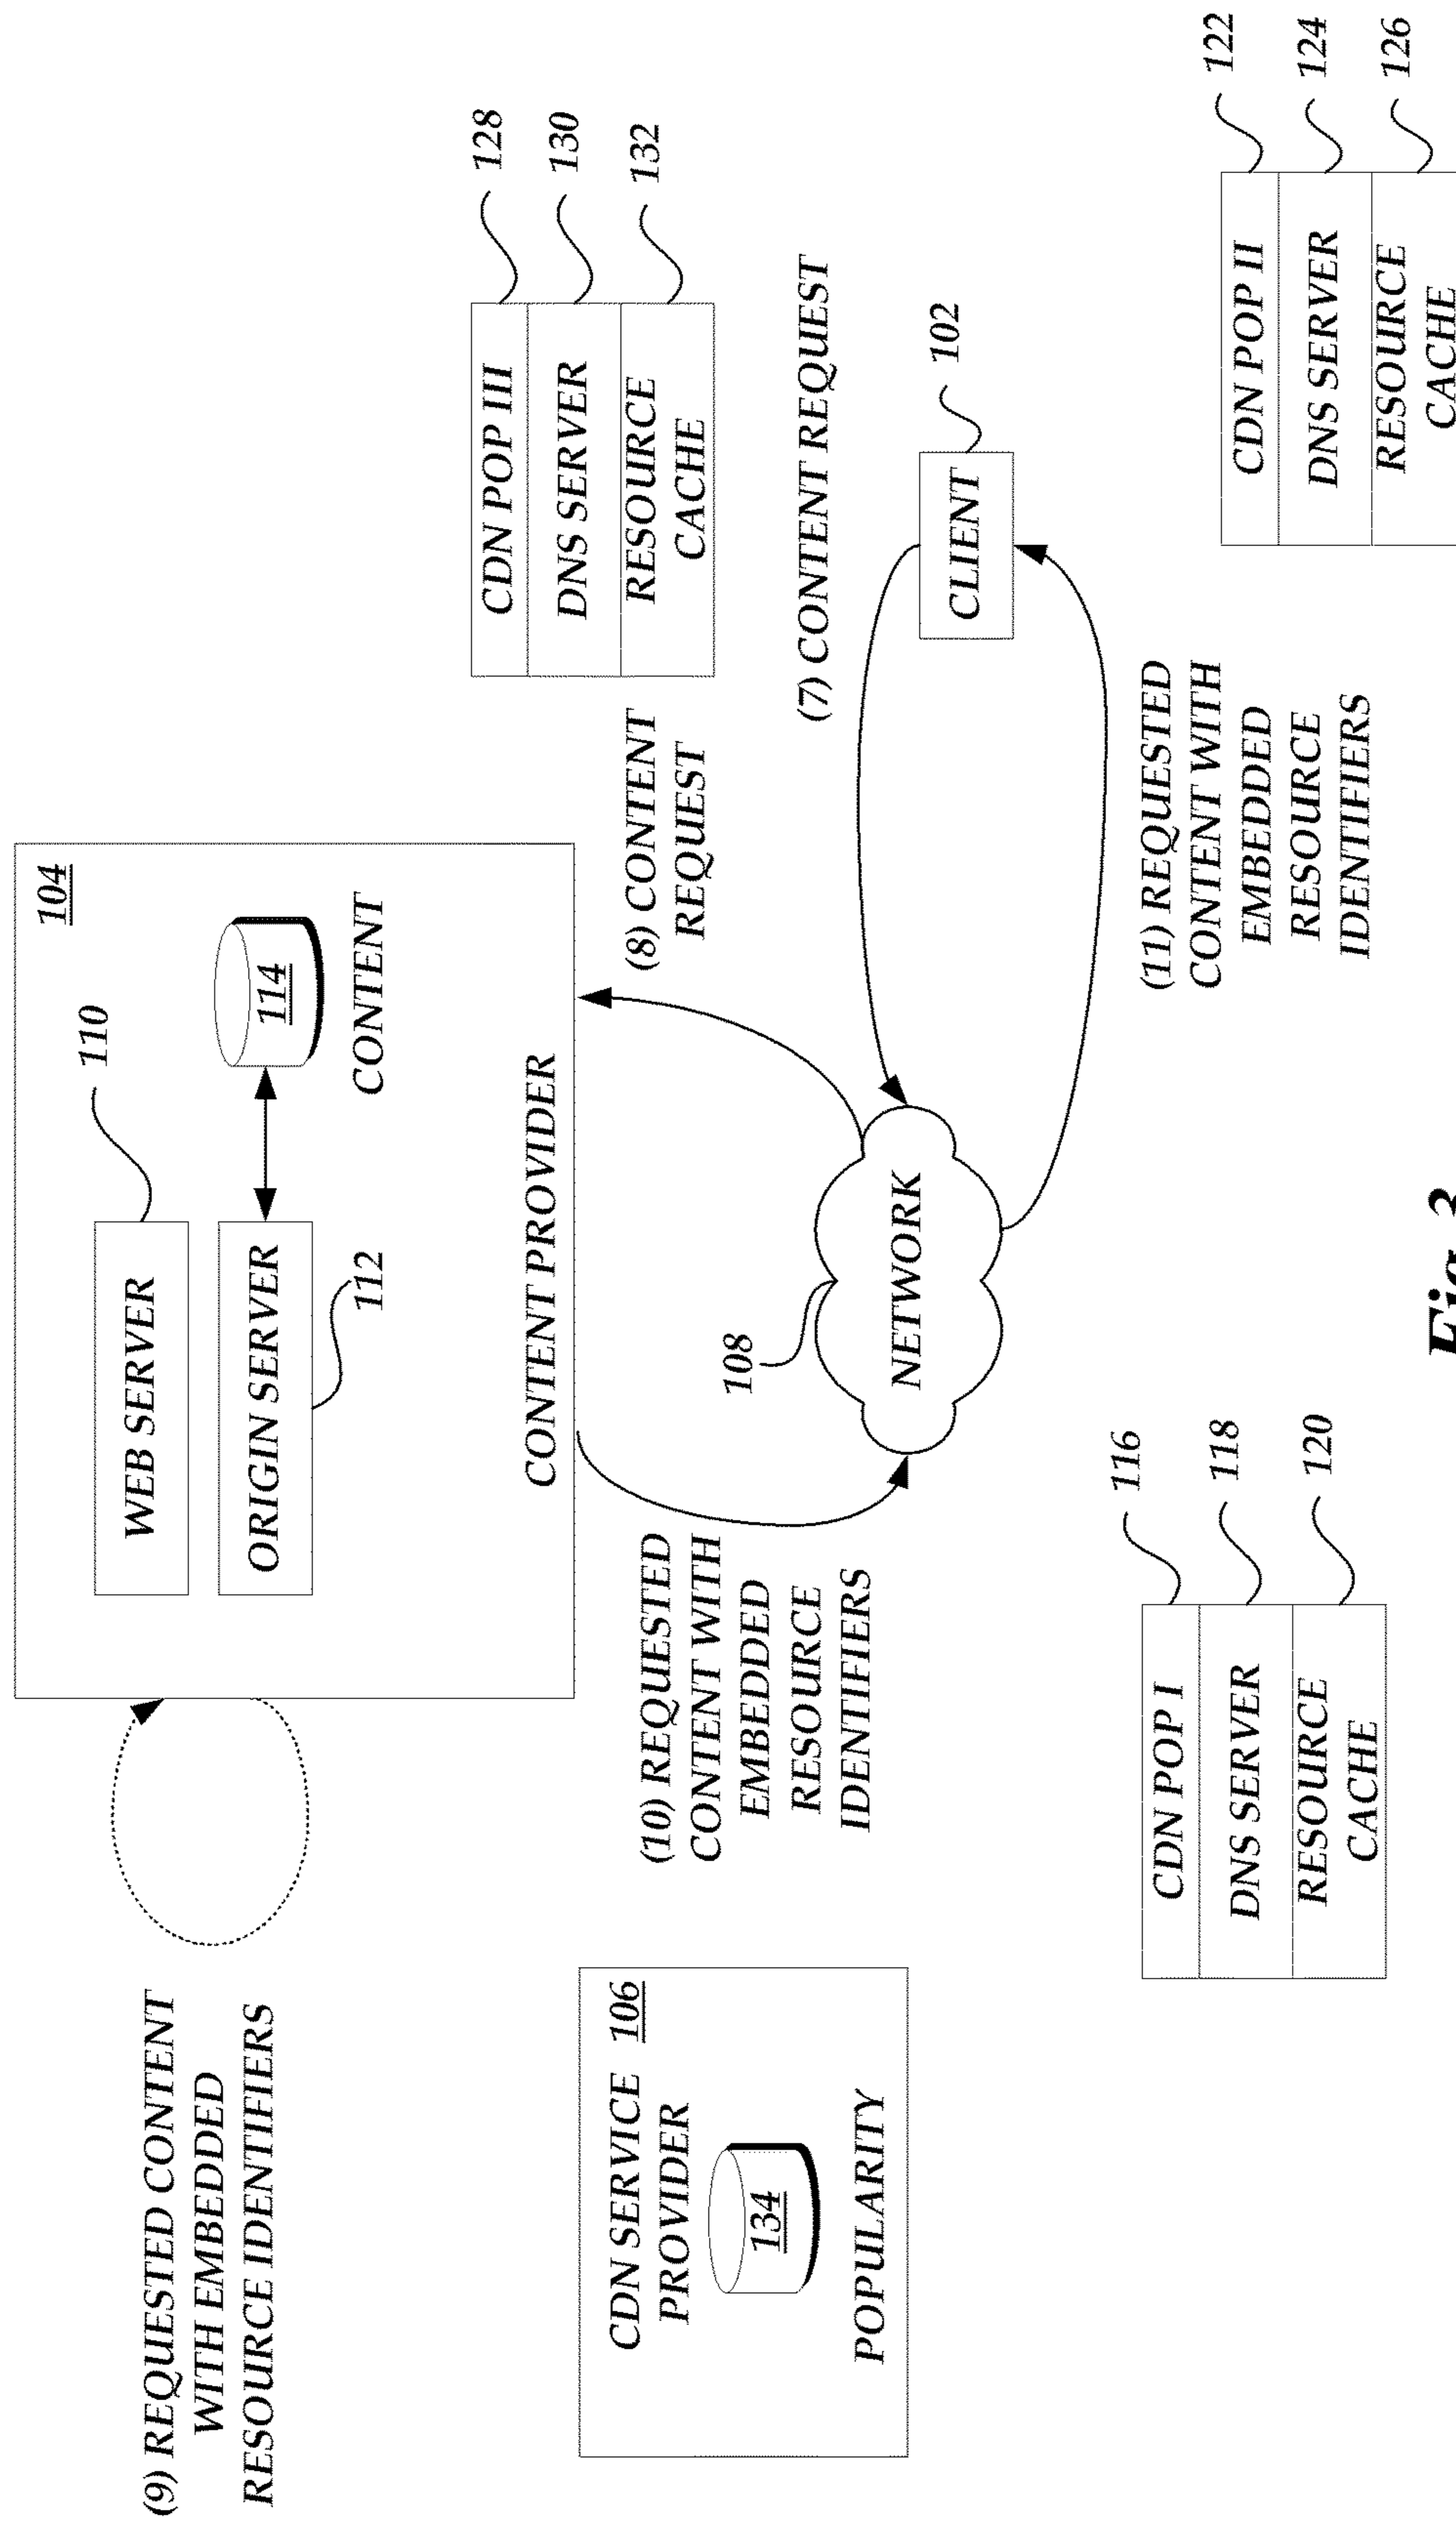 (9) REQUESTED CONTENT
WITH EMBEDDED
RESOURCE IDENTIFIERS
104
WEB SERVER
110
ORIGIN SERVER
112
114
CONTENT
CONTENT PROVIDER
CDN SERVICE
PROVIDER
106
134
POPULARITY
(10) REQUESTED
CONTENT WITH
EMBEDDED
RESOURCE
IDENTIFIERS
(8) CONTENT
REQUEST
CDN POP III
128
DNS SERVER
130
RESOURCE
CACHE
132
108
NETWORK
(7) CONTENT REQUEST
CLIENT
102
(11) REQUESTED
CONTENT WITH
EMBEDDED
RESOURCE
IDENTIFIERS
CDN POP I
116
DNS SERVER
118
RESOURCE
CACHE
120
CDN POP II
122
DNS SERVER
124
RESOURCE
CACHE
126
Fig. 3